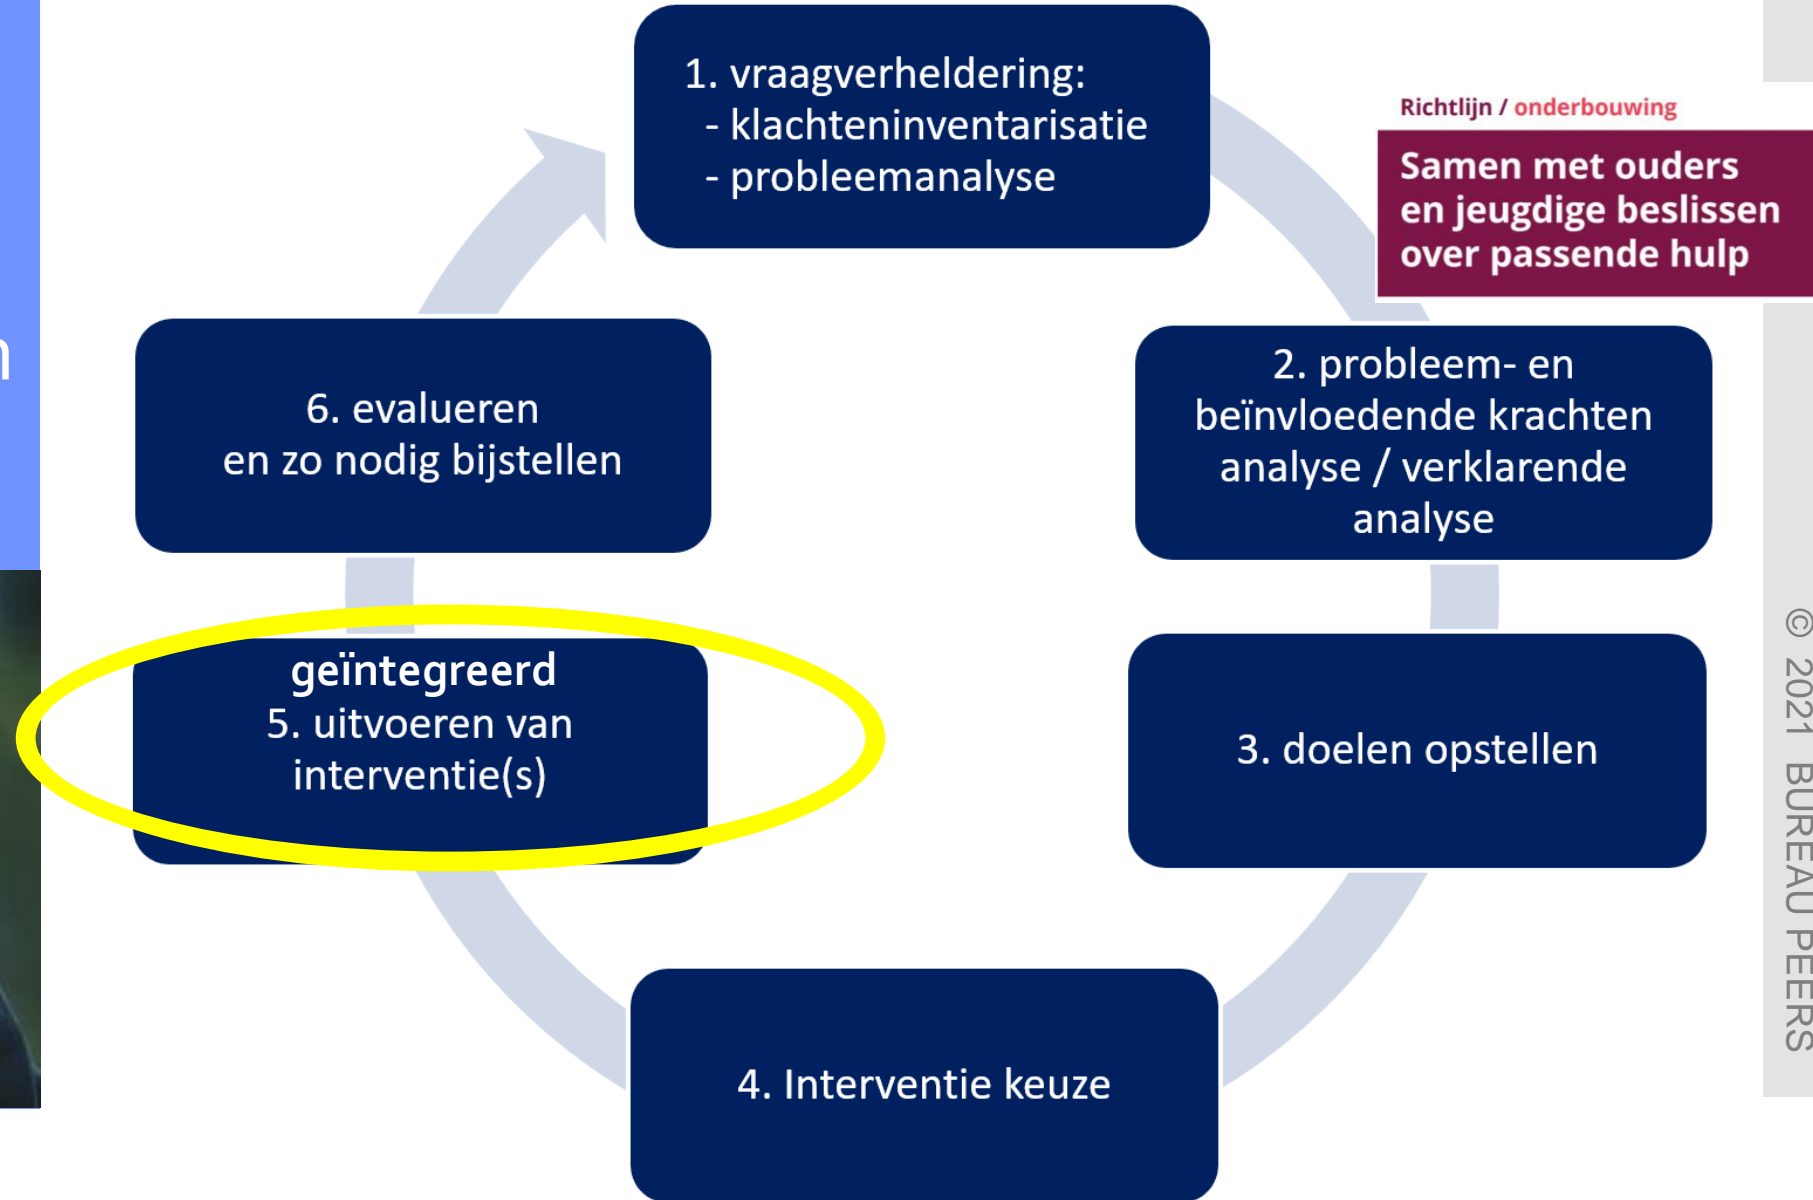 1. vraagverheldering:
- klachteninventarisatie
- probleemanalyse
Richtlijn / onderbouwing
Samen met ouders
en jeugdige beslissen
over passende hulp
2. probleem- en
beïnvloedende krachten
analyse / verklarende
analyse
3. doelen opstellen
4. Interventie keuze
geïntegreerd
5. uitvoeren van
interventie(s)
6. evalueren
en zo nodig bijstellen
© 2021 BUREAU PEERS